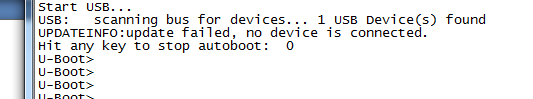 Start USB...
USB:   scanning bus for devices... 1 USB Device(s) found
UPDATEINFO:update failed, no device is connected.
Hit any key to stop autoboot:  0
U-Boot>
U-Boot>
U-Boot>
U-Boot>